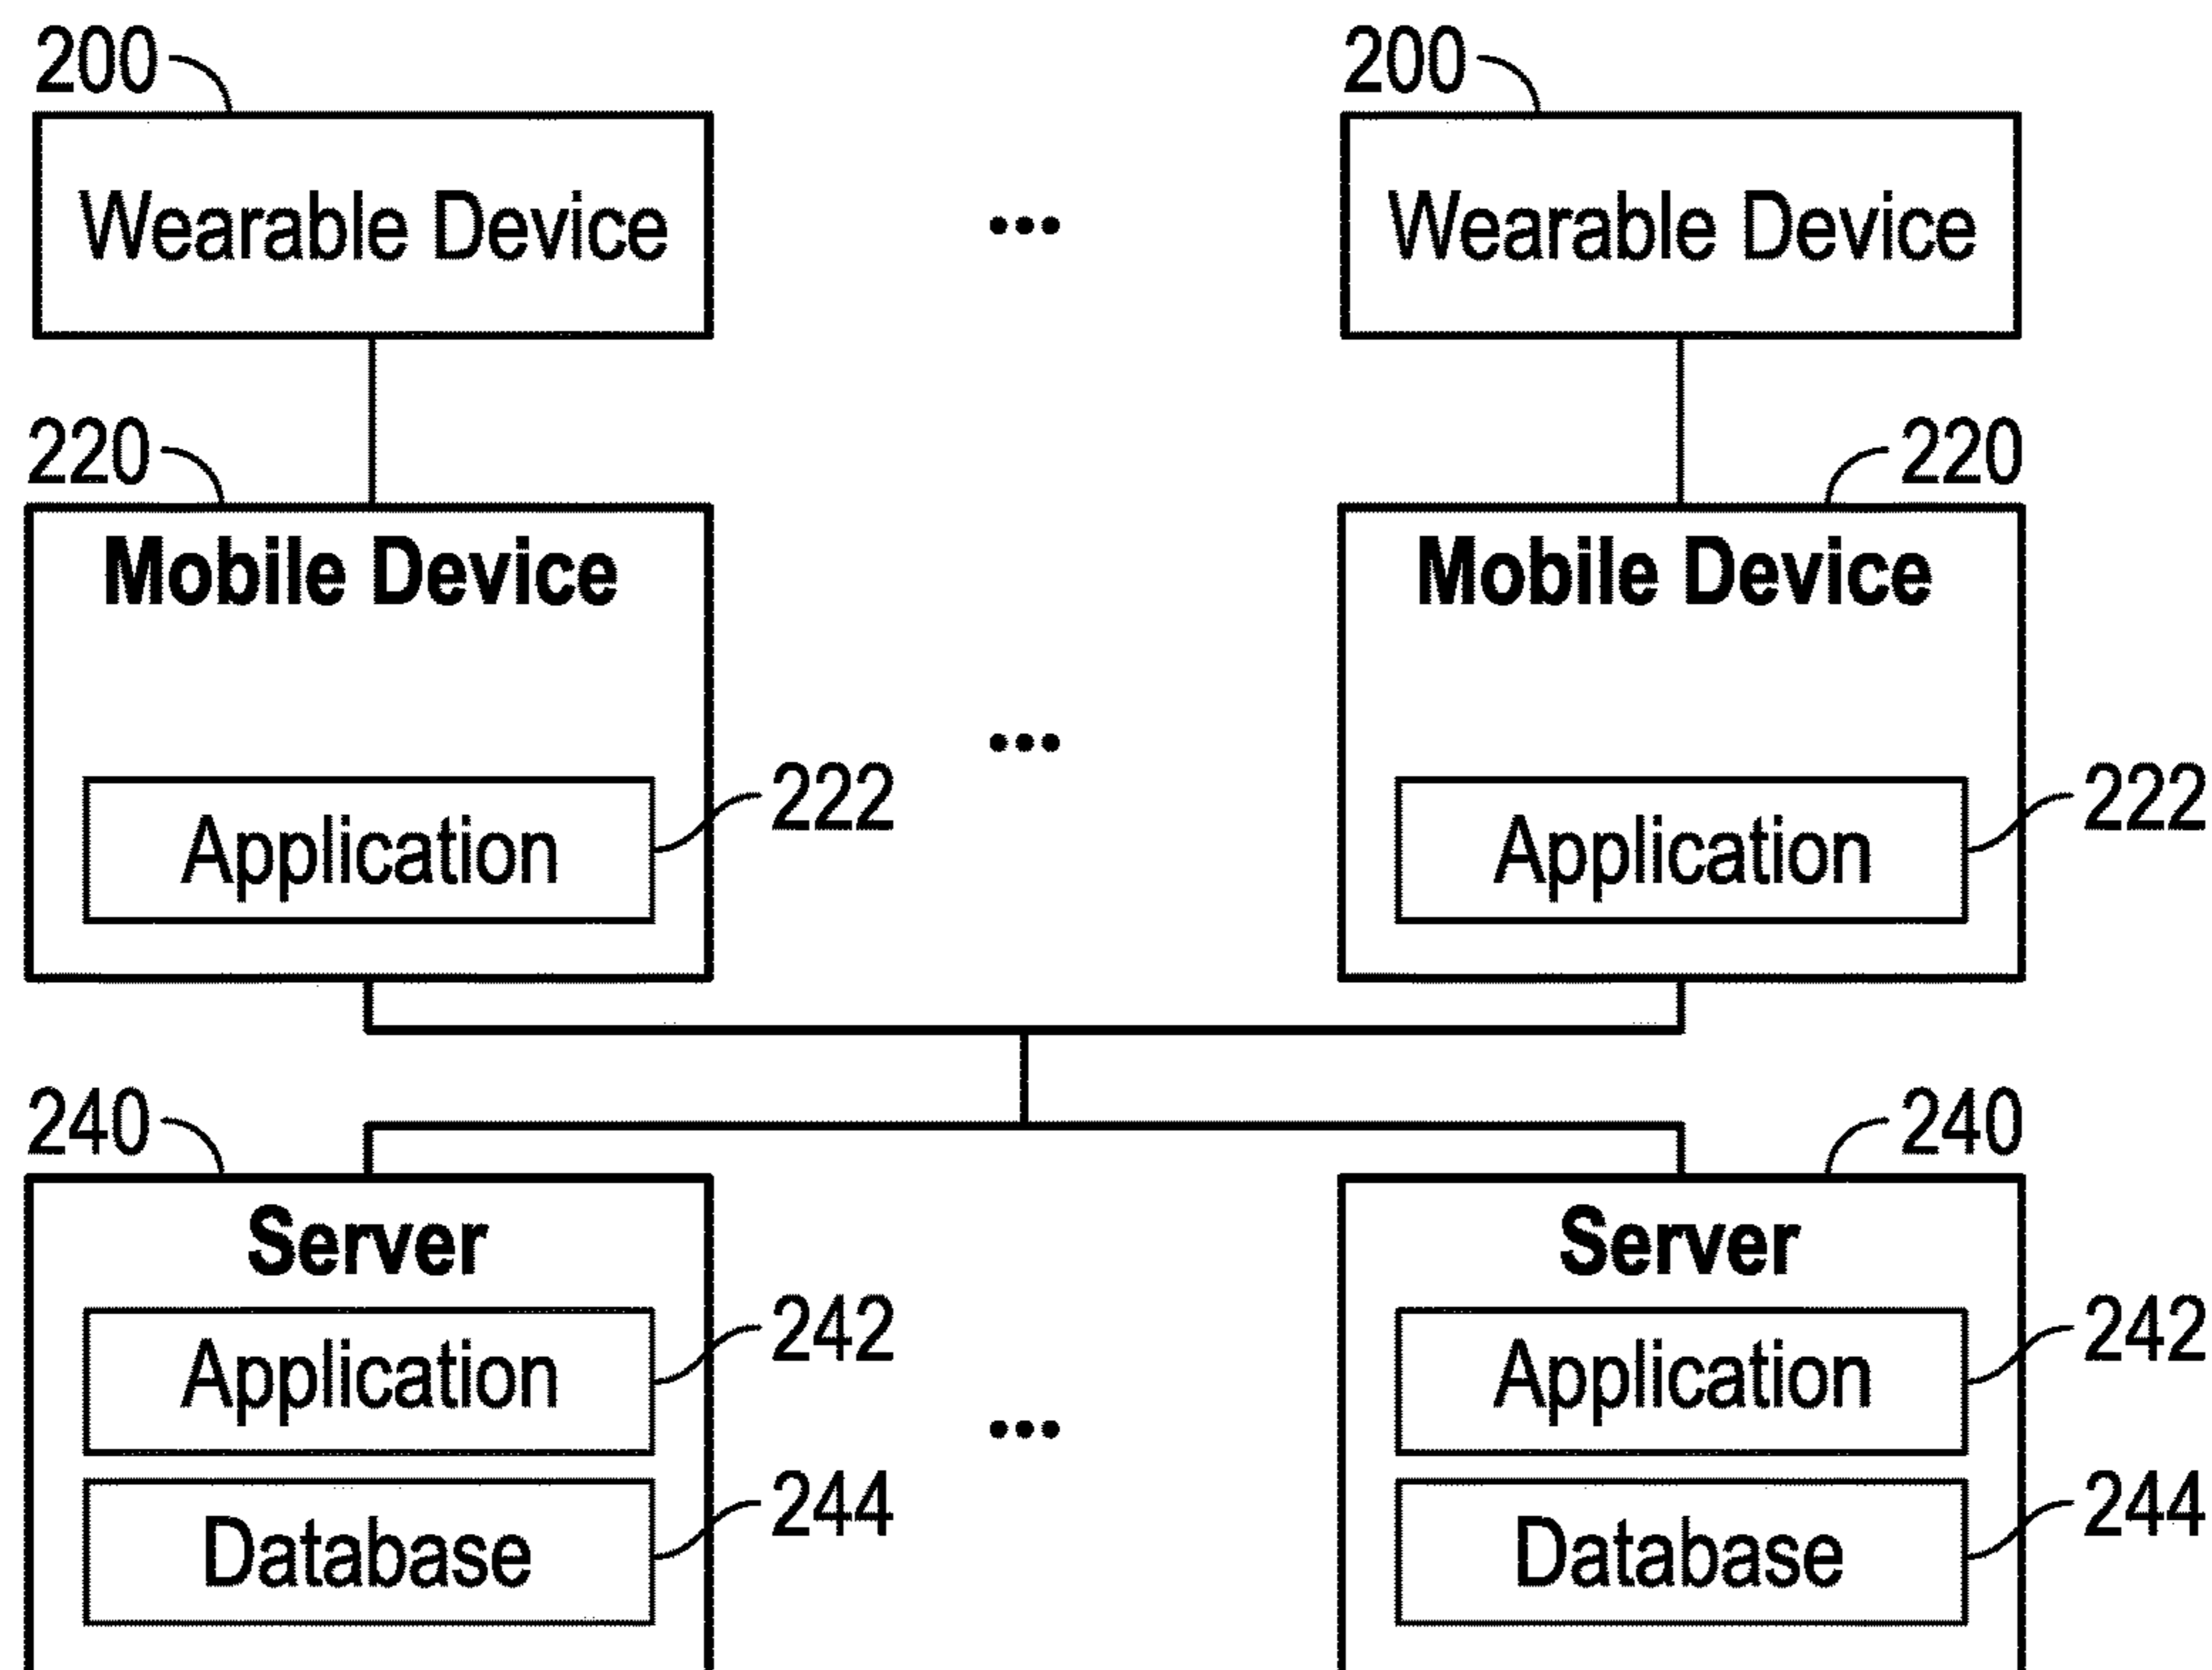 200 200
Wearable Device ... Wearable Device
220 220
Mobile Device Mobile Device
...
222 222
Application Application
240 240
Server Server
242 242
Application Application
...
244 244
Database Database